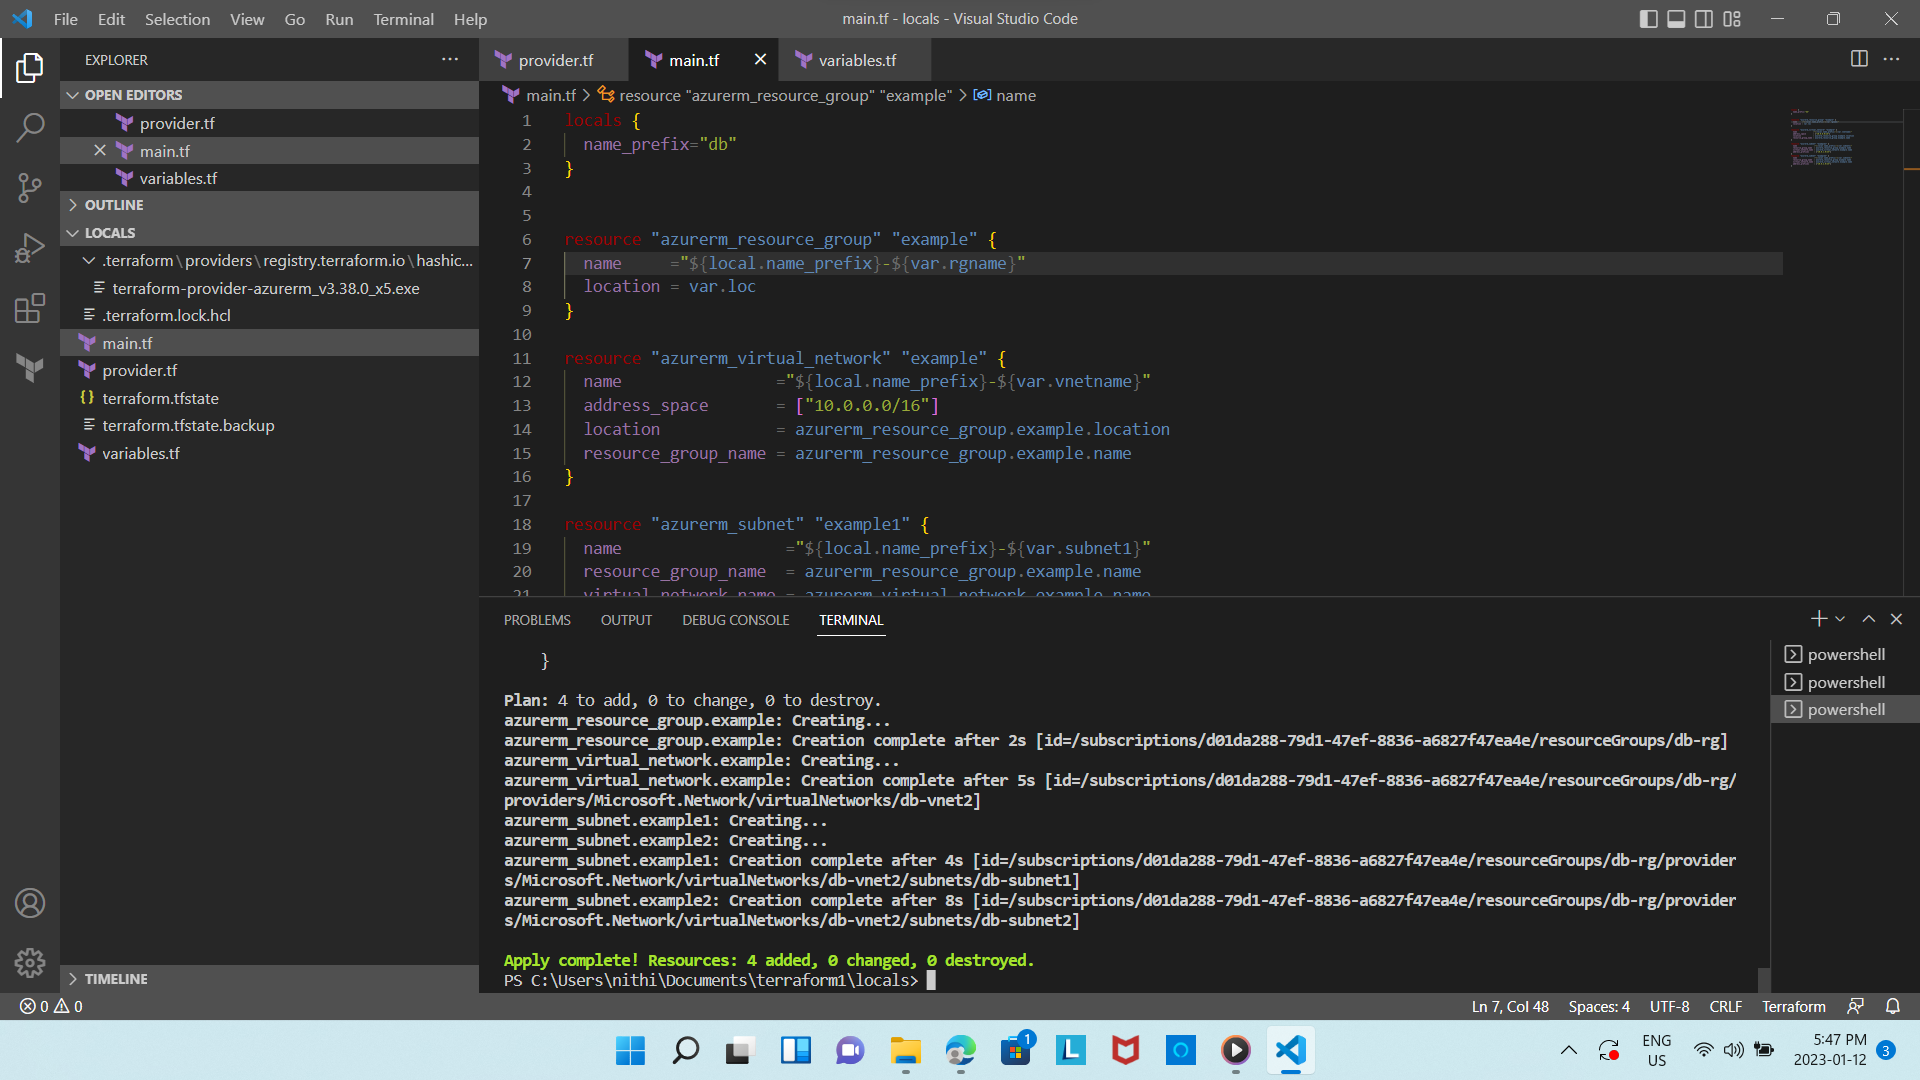 File Edit Selection View Go Run Terminal Help
main.tf - locals - Visual Studio Code
EXPLORER
OPEN EDITORS
provider.tf
main.tf
variables.tf
OUTLINE
LOCALS
.terraform\providers\registry.terraform.io\hashic...
terraform-provider-azurerm_v3.38.0_x5.exe
.terraform.lock.hcl
main.tf
provider.tf
terraform.tfstate
terraform.tfstate.backup
variables.tf
TIMELINE
provider.tf main.tf variables.tf
main.tf > resource "azurerm_resource_group" "example" > name
1 locals {
2 name_prefix="db"
3 }
4
5
6 resource "azurerm_resource_group" "example" {
7 name ="${local.name_prefix}-${var.rgname}"
8 location = var.loc
9 }
10
11 resource "azurerm_virtual_network" "example" {
12 name ="${local.name_prefix}-${var.vnetname}"
13 address_space = ["10.0.0.0/16"]
14 location = azurerm_resource_group.example.location
15 resource_group_name = azurerm_resource_group.example.name
16 }
17
18 resource "azurerm_subnet" "example1" {
19 name ="${local.name_prefix}-${var.subnet1}"
20 resource_group_name = azurerm_resource_group.example.name
21 virtual_network_name = azurerm_virtual_network.example.name
PROBLEMS OUTPUT DEBUG CONSOLE TERMINAL
}
Plan: 4 to add, 0 to change, 0 to destroy.
azurerm_resource_group.example: Creating...
azurerm_resource_group.example: Creation complete after 2s [id=/subscriptions/d01da288-79d1-47ef-8836-a6827f47ea4e/resourceGroups/db-rg]
azurerm_virtual_network.example: Creating...
azurerm_virtual_network.example: Creation complete after 5s [id=/subscriptions/d01da288-79d1-47ef-8836-a6827f47ea4e/resourceGroups/db-rg/
providers/Microsoft.Network/virtualNetworks/db-vnet2]
azurerm_subnet.example1: Creating...
azurerm_subnet.example2: Creating...
azurerm_subnet.example1: Creation complete after 4s [id=/subscriptions/d01da288-79d1-47ef-8836-a6827f47ea4e/resourceGroups/db-rg/provider
s/Microsoft.Network/virtualNetworks/db-vnet2/subnets/db-subnet1]
azurerm_subnet.example2: Creation complete after 8s [id=/subscriptions/d01da288-79d1-47ef-8836-a6827f47ea4e/resourceGroups/db-rg/provider
s/Microsoft.Network/virtualNetworks/db-vnet2/subnets/db-subnet2]
Apply complete! Resources: 4 added, 0 changed, 0 destroyed.
PS C:\Users\nithi\Documents\terraform1\locals>
powershell
powershell
powershell
0 0
Ln 7, Col 48 Spaces: 4 UTF-8 CRLF Terraform
1
L
ENG
US
5:47 PM
2023-01-12
3